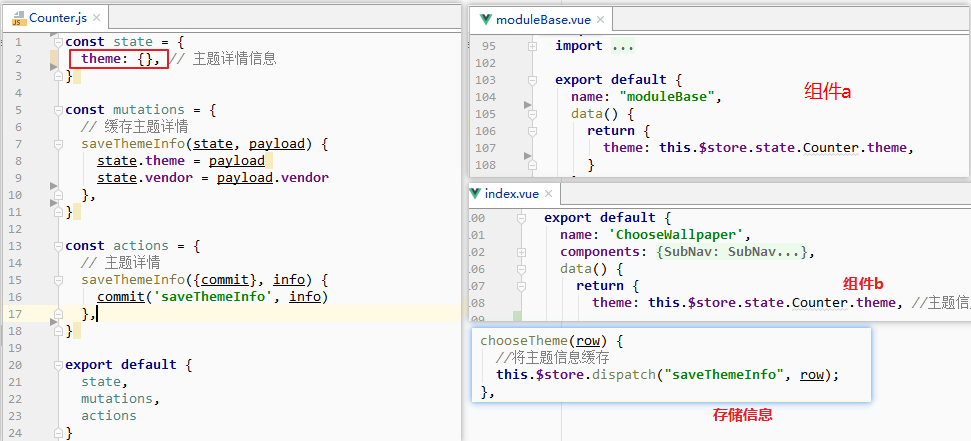 Counter.js
1 const state = {
2 theme: {}, // 主题详情信息
3 }
4
5 const mutations = {
6 // 缓存主题详情
7 saveThemeInfo(state, payload) {
8 state.theme = payload
9 state.vendor = payload.vendor
10 },
11 }
12
13 const actions = {
14 // 主题详情
15 saveThemeInfo({commit}, info) {
16 commit('saveThemeInfo', info)
17 },
18 }
19
20 export default {
21 state,
22 mutations,
23 actions
24 }
moduleBase.vue
95 import ...
102
103 export default {
104 name: "moduleBase",
105 data() {
106 return {
107 theme: this.$store.state.Counter.theme,
108 }
组件a
index.vue
100 export default {
101 name: 'ChooseWallpaper',
102 components: {SubNav: SubNav...},
106 data() {
107 return {
108 theme: this.$store.state.Counter.theme, //主题信
109
组件b
chooseTheme(row) {
//将主题信息缓存
this.$store.dispatch("saveThemeInfo", row);
},
存储信息